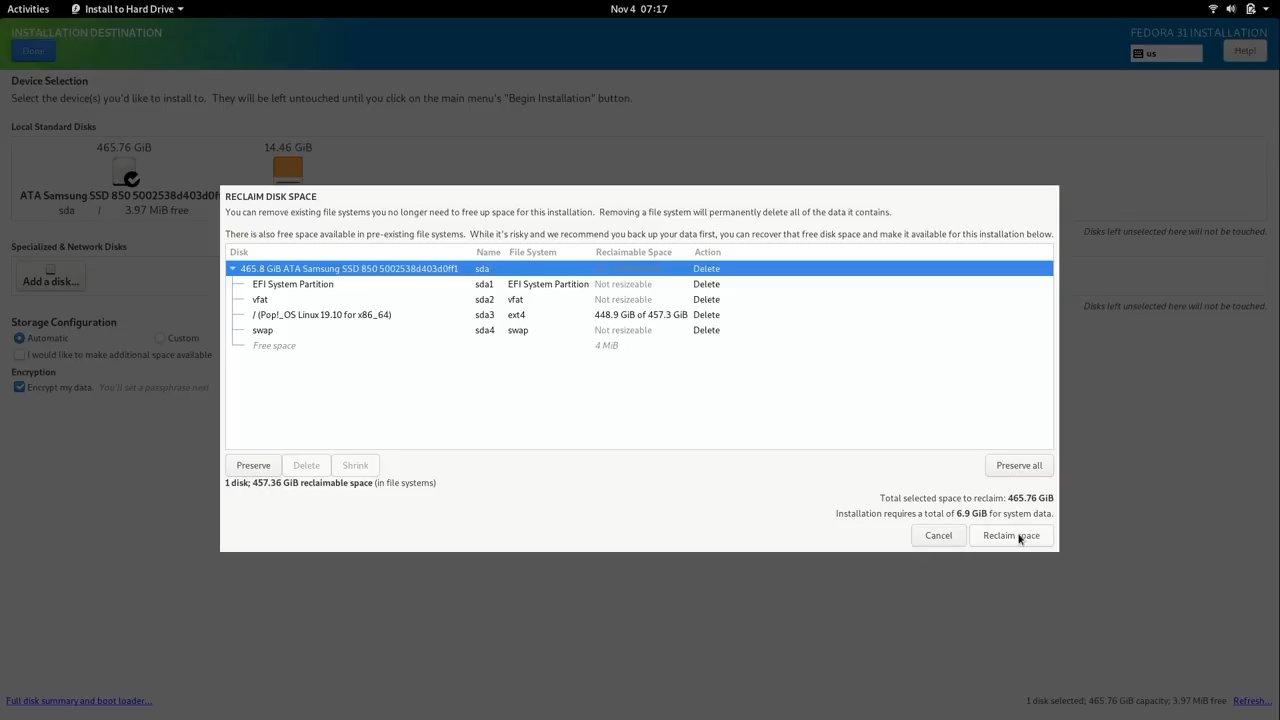 Activities Install to Hard Drive Nov 4 07:17
INSTALLATION DESTINATION FEDORA 31 INSTALLATION
Done us Help!
Device Selection
Select the device(s) you'd like to install to. They will be left untouched until you click on the main menu's "Begin Installation" button.
Local Standard Disks
465.76 GiB 14.46 GiB
ATA Samsung SSD 850 5002538d403d0ff
sda / 3.97 MiB free
Disks left unselected here will not be touched.
Specialized & Network Disks
Add a disk...
Disks left unselected here will not be touched.
Storage Configuration
Automatic Custom
I would like to make additional space available
Encryption
Encrypt my data. You'll set a passphrase next
RECLAIM DISK SPACE
You can remove existing file systems you no longer need to free up space for this installation. Removing a file system will permanently delete all of the data it contains.
There is also free space available in pre-existing file systems. While it's risky and we recommend you back up your data first, you can recover that free disk space and make it available for this installation below.
Disk Name File System Reclaimable Space Action
465.8 GiB ATA Samsung SSD 850 5002538d403d0ff1 sda Delete
EFI System Partition sda1 EFI System Partition Not resizeable Delete
vfat sda2 vfat Not resizeable Delete
/ (Pop!_OS Linux 19.10 for x86_64) sda3 ext4 448.9 GiB of 457.3 GiB Delete
swap sda4 swap Not resizeable Delete
Free space 4 MiB
Preserve Delete Shrink Preserve all
1 disk; 457.36 GiB reclaimable space (in file systems)
Total selected space to reclaim: 465.76 GiB
Installation requires a total of 6.9 GiB for system data.
Cancel Reclaim space
Full disk summary and boot loader... 1 disk selected; 465.76 GiB capacity; 3.97 MiB free Refresh...